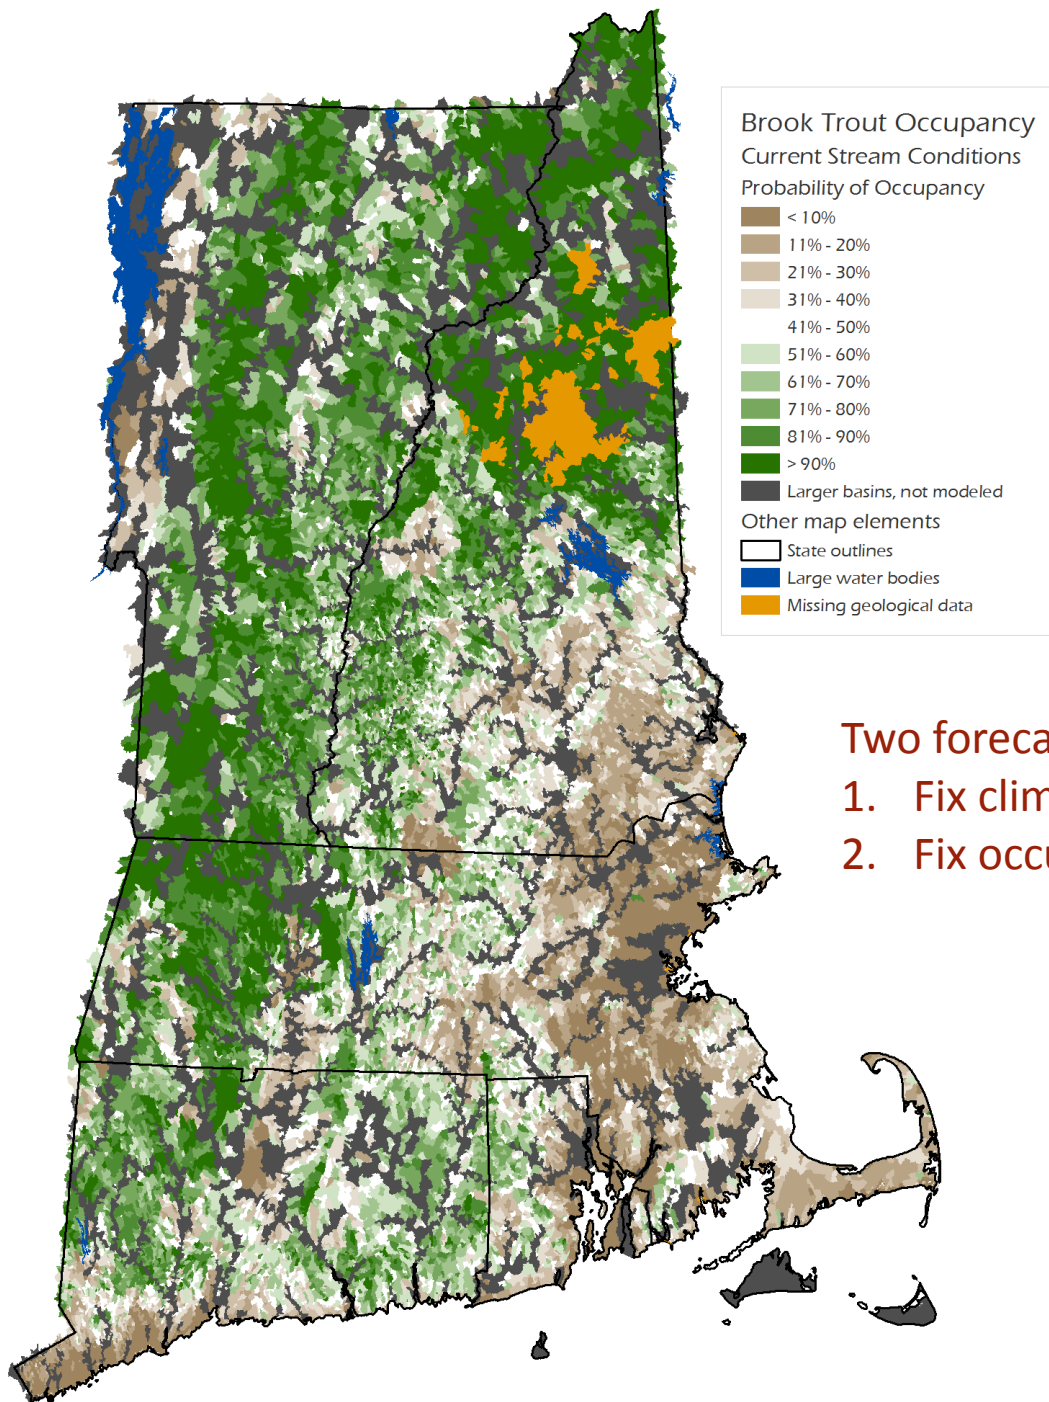 Brook Trout Occupancy
Current Stream Conditions
Probability of Occupancy
< 10%
11% - 20%
21% - 30%
31% - 40%
41% - 50%
51% - 60%
61% - 70%
71% - 80%
81% - 90%
> 90%
Larger basins, not modeled
Other map elements
State outlines
Large water bodies
Missing geological data
Two foreca
1. Fix clim
2. Fix occu